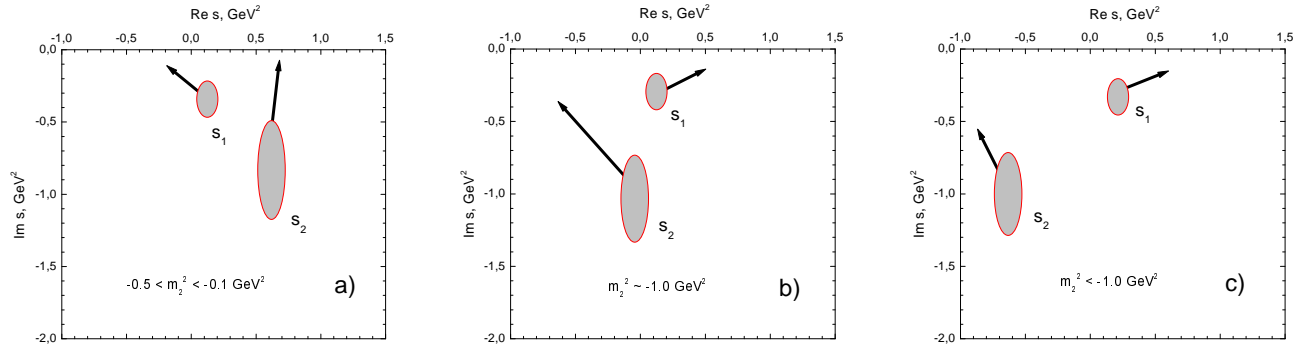 Re s, GeV²
-1,0 -0,5 0,0 0,5 1,0 1,5
0,0
-0,5
-1,0
-1,5
-2,0
Im s, GeV²
s₁
s₂
-0.5 < m₂² < -0.1 GeV²
a)
Re s, GeV²
-1,0 -0,5 0,0 0,5 1,0 1,5
0,0
-0,5
-1,0
-1,5
-2,0
Im s, GeV²
s₁
s₂
m₂² ~ -1.0 GeV²
b)
Re s, GeV²
-1,0 -0,5 0,0 0,5 1,0 1,5
0,0
-0,5
-1,0
-1,5
-2,0
Im s, GeV²
s₁
s₂
m₂² < -1.0 GeV²
c)